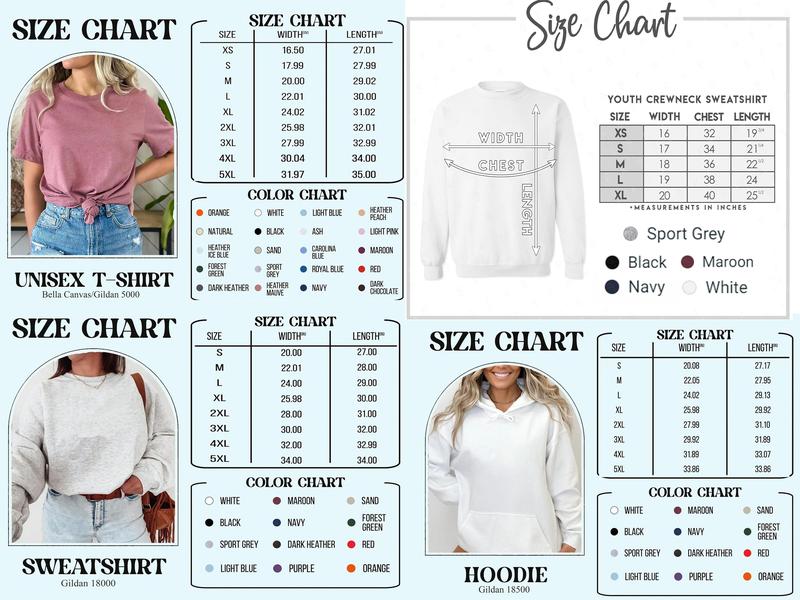 SIZE CHART
SIZE CHART
SIZE WIDTH(IN) LENGTH(IN)
XS 16.50 27.01
S 17.99 27.99
M 20.00 29.02
L 22.01 30.00
XL 24.02 31.02
2XL 25.98 32.01
3XL 27.99 32.99
4XL 30.04 34.00
5XL 31.97 35.00
COLOR CHART
ORANGE WHITE LIGHT BLUE HEATHER PEACH
NATURAL BLACK ASH LIGHT PINK
HEATHER ICE BLUE SAND CAROLINA BLUE MAROON
FOREST GREEN SPORT GREY ROYAL BLUE RED
DARK HEATHER HEATHER MAUVE NAVY DARK CHOCOLATE
UNISEX T-SHIRT
Bella Canvas/Gildan 5000
Size Chart
WIDTH
CHEST
LENGTH
YOUTH CREWNECK SWEATSHIRT
SIZE WIDTH CHEST LENGTH
XS 16 32 19 3/4
S 17 34 21 1/4
M 18 36 22 1/2
L 19 38 24
XL 20 40 25 1/2
*MEASUREMENTS IN INCHES
Sport Grey
Black Maroon
Navy White
SIZE CHART
SIZE CHART
SIZE WIDTH(IN) LENGTH(IN)
S 20.00 27.00
M 22.01 28.00
L 24.00 29.00
XL 25.98 30.00
2XL 28.00 31.00
3XL 30.00 32.00
4XL 32.00 32.99
5XL 34.00 34.00
COLOR CHART
WHITE MAROON SAND
BLACK NAVY FOREST GREEN
SPORT GREY DARK HEATHER RED
LIGHT BLUE PURPLE ORANGE
SWEATSHIRT
Gildan 18000
SIZE CHART
SIZE CHART
SIZE WIDTH(IN) LENGTH(IN)
S 20.08 27.17
M 22.05 27.95
L 24.02 29.13
XL 25.98 29.92
2XL 27.99 31.10
3XL 29.92 31.89
4XL 31.89 33.07
5XL 33.86 33.86
COLOR CHART
WHITE MAROON SAND
BLACK NAVY FOREST GREEN
SPORT GREY DARK HEATHER RED
LIGHT BLUE PURPLE ORANGE
HOODIE
Gildan 18500